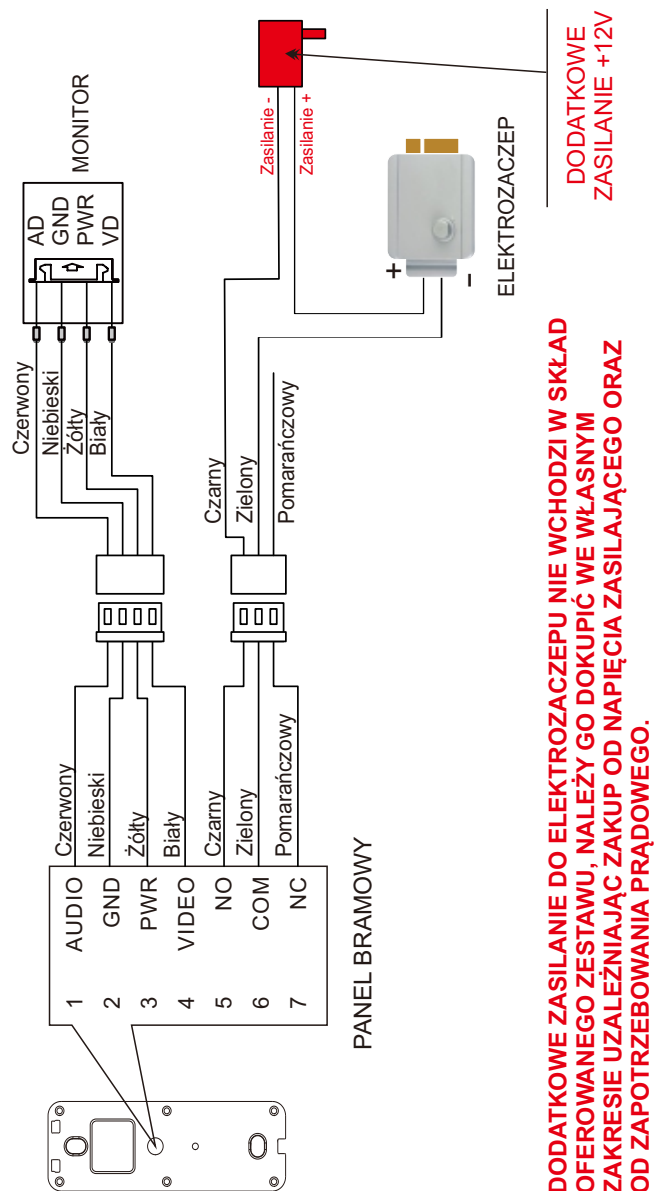 MONITOR
AD
GND
PWR
VD
Czerwony
Niebieski
Żółty
Biały
Czerwony
Niebieski
Żółty
Biały
1 AUDIO
2 GND
3 PWR
4 VIDEO
5 NO
6 COM
7 NC
PANEL BRAMOWY
Czarny
Zielony
Pomarańczowy
Czarny
Zielony
Pomarańczowy
Zasilanie -
Zasilanie +
+
-
ELEKTROZACZEP
DODATKOWE
ZASILANIE +12V
DODATKOWE ZASILANIE DO ELEKTROZACZEPU NIE WCHODZI W SKŁAD
OFEROWANEGO ZESTAWU, NALEŻY GO DOKUPIĆ WE WŁASNYM
ZAKRESIE UZALEŻNIAJĄC ZAKUP OD NAPIĘCIA ZASILAJĄCEGO ORAZ
OD ZAPOTRZEBOWANIA PRĄDOWEGO.